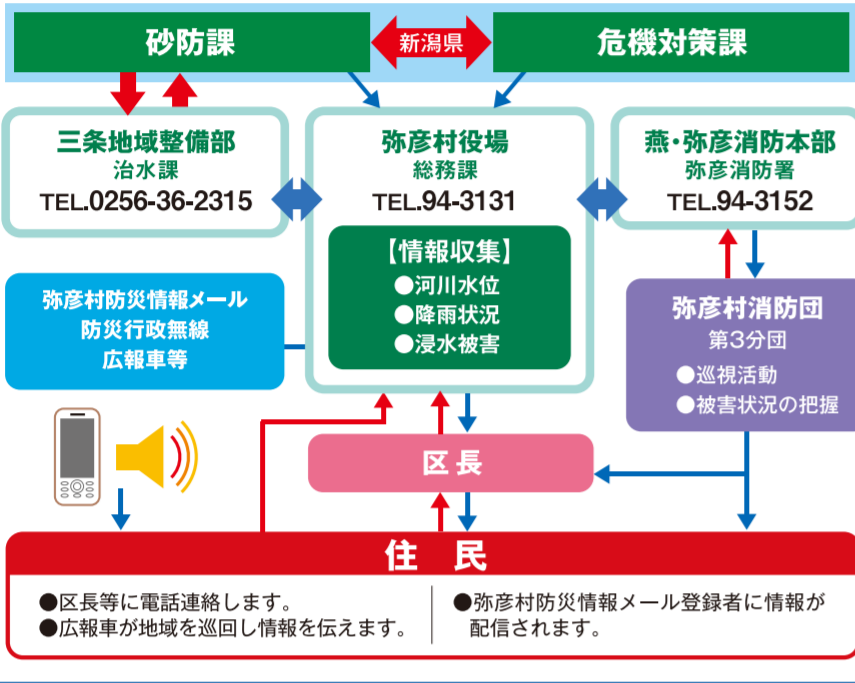 砂防課
新潟県
危機対策課
三条地域整備部
治水課
TEL.0256-36-2315
弥彦村役場
総務課
TEL.94-3131
【情報収集】
●河川水位
●降雨状況
●浸水被害
燕・弥彦消防本部
弥彦消防署
TEL.94-3152
弥彦村防災情報メール
防災行政無線
広報車等
弥彦村消防団
第3分団
●巡視活動
●被害状況の把握
区長
住民
●区長等に電話連絡します。
●広報車が地域を巡回し情報を伝えます。
●弥彦村防災情報メール登録者に情報が
配信されます。